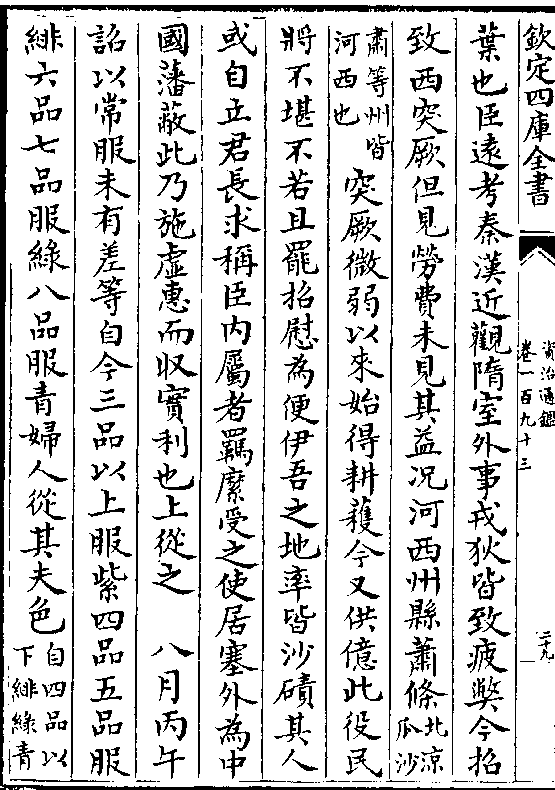 欽定四庫全書
資治通鑑
卷一百九十三
二十九
葉也臣遠考秦漢近觀隋室外事戎狄皆致疲弊今招
致西突厥但見勞費未見其益况河西州縣蕭條北涼瓜沙
肅等州皆河西也突厥微弱以來始得耕穫今又供億此役民
將不堪不若且罷招慰為便伊吾之地率皆沙磧其人
或自立君長求稱臣内屬者羈縻受之使居塞外為中
國藩蔽此乃施虚惠而収實利也上從之　八月丙午
詔以常服未有差等自今三品以上服紫四品五品服
緋六品七品服綠八品服青婦人從其夫色自四品以下緋綠青